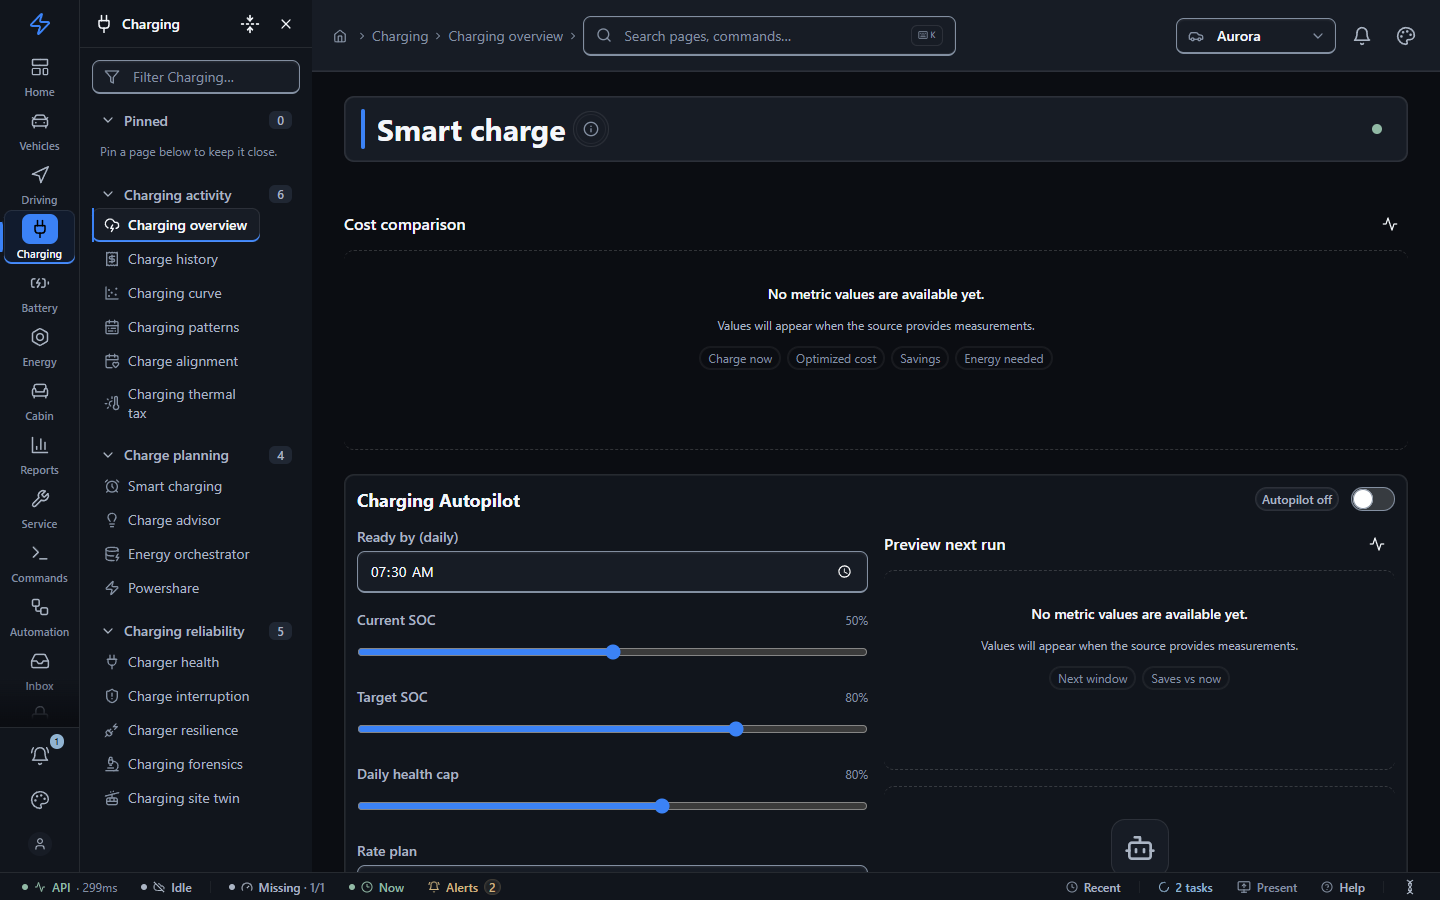 Home
Vehicles
Driving
Charging
Battery
Energy
Cabin
Reports
Service
Commands
Automation
Inbox
1
Charging
Filter Charging...
Pinned 0
Pin a page below to keep it close.
Charging activity 6
Charging overview
Charge history
Charging curve
Charging patterns
Charge alignment
Charging thermal
tax
Charge planning 4
Smart charging
Charge advisor
Energy orchestrator
Powershare
Charging reliability 5
Charger health
Charge interruption
Charger resilience
Charging forensics
Charging site twin
Charging Charging overview
Search pages, commands... K
Aurora
Smart charge
Cost comparison
No metric values are available yet.
Values will appear when the source provides measurements.
Charge now Optimized cost Savings Energy needed
Charging Autopilot
Autopilot off
Ready by (daily)
07:30 AM
Current SOC 50%
Target SOC 80%
Daily health cap 80%
Rate plan
Preview next run
No metric values are available yet.
Values will appear when the source provides measurements.
Next window Saves vs now
API · 299ms Idle Missing · 1/1 Now Alerts 2 Recent 2 tasks Present Help